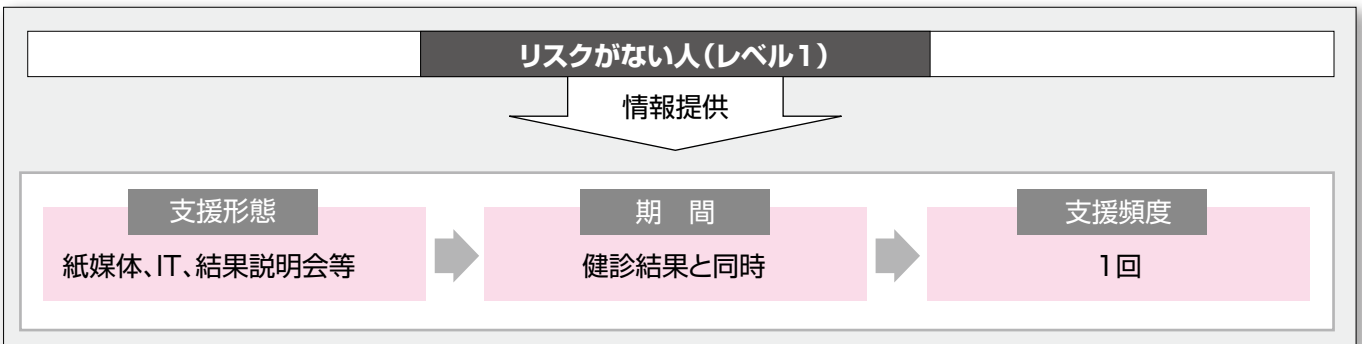 リスクがない人（レベル1）
情報提供
支援形態
紙媒体、IT、結果説明会等
期　間
健診結果と同時
支援頻度
1回